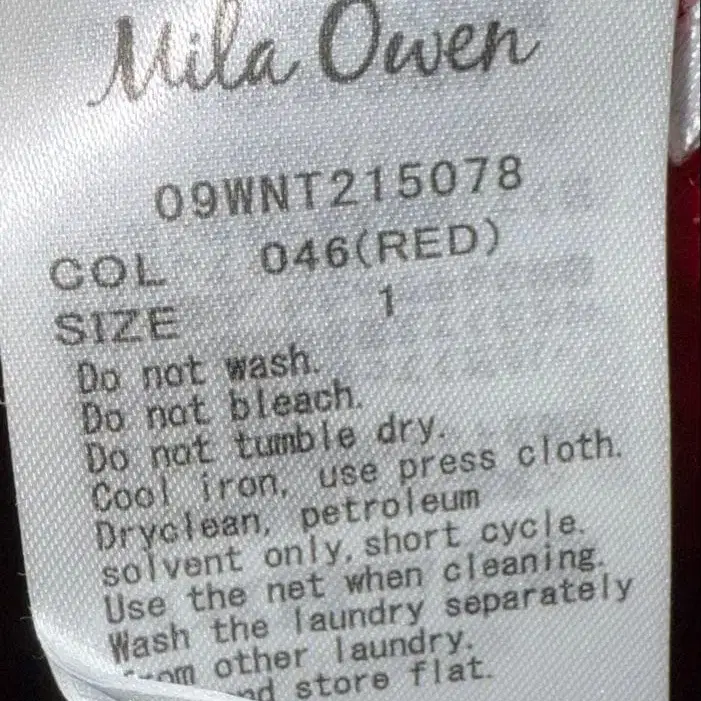 Mila Owen
09WNT215078
COL 046(RED)
SIZE 1
Do not wash.
Do not bleach.
Do not tumble dry.
Cool iron, use press cloth.
Dryclean, petroleum
solvent only, short cycle.
Use the net when cleaning.
Wash the laundry separately
from other laundry.
store flat.